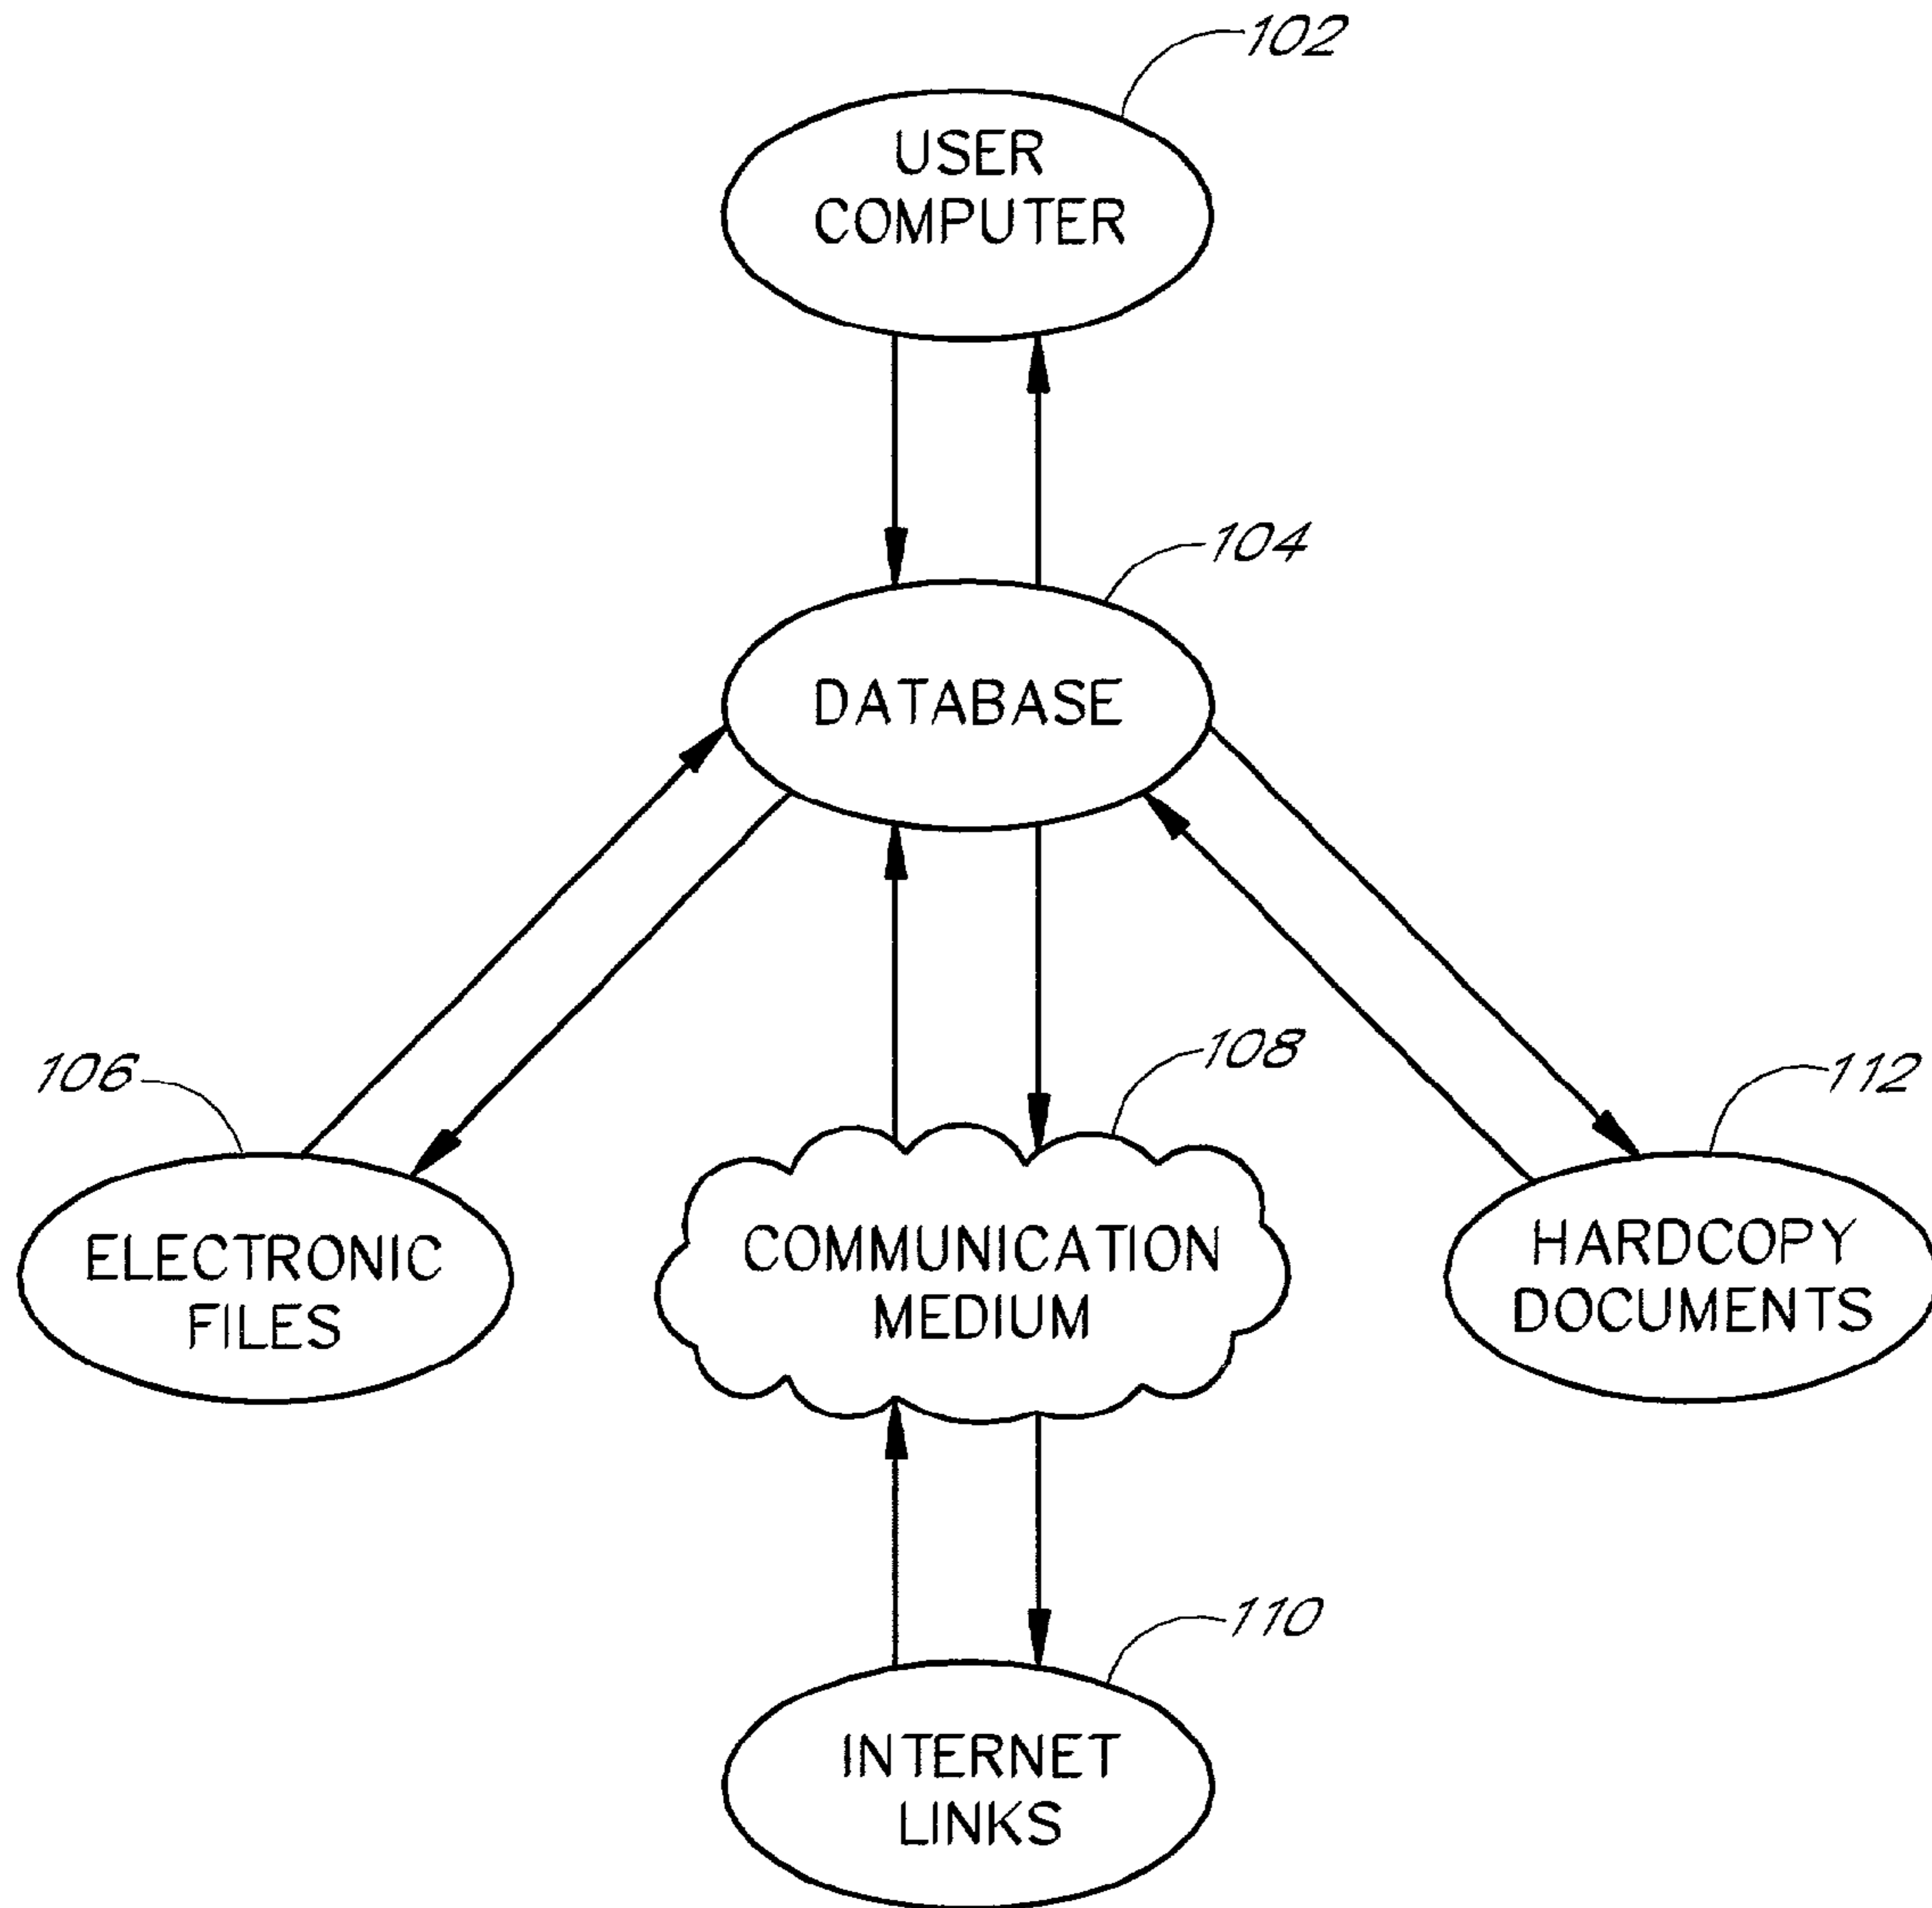 102
USER
COMPUTER
104
DATABASE
106
108
112
ELECTRONIC
FILES
COMMUNICATION
MEDIUM
HARDCOPY
DOCUMENTS
110
INTERNET
LINKS